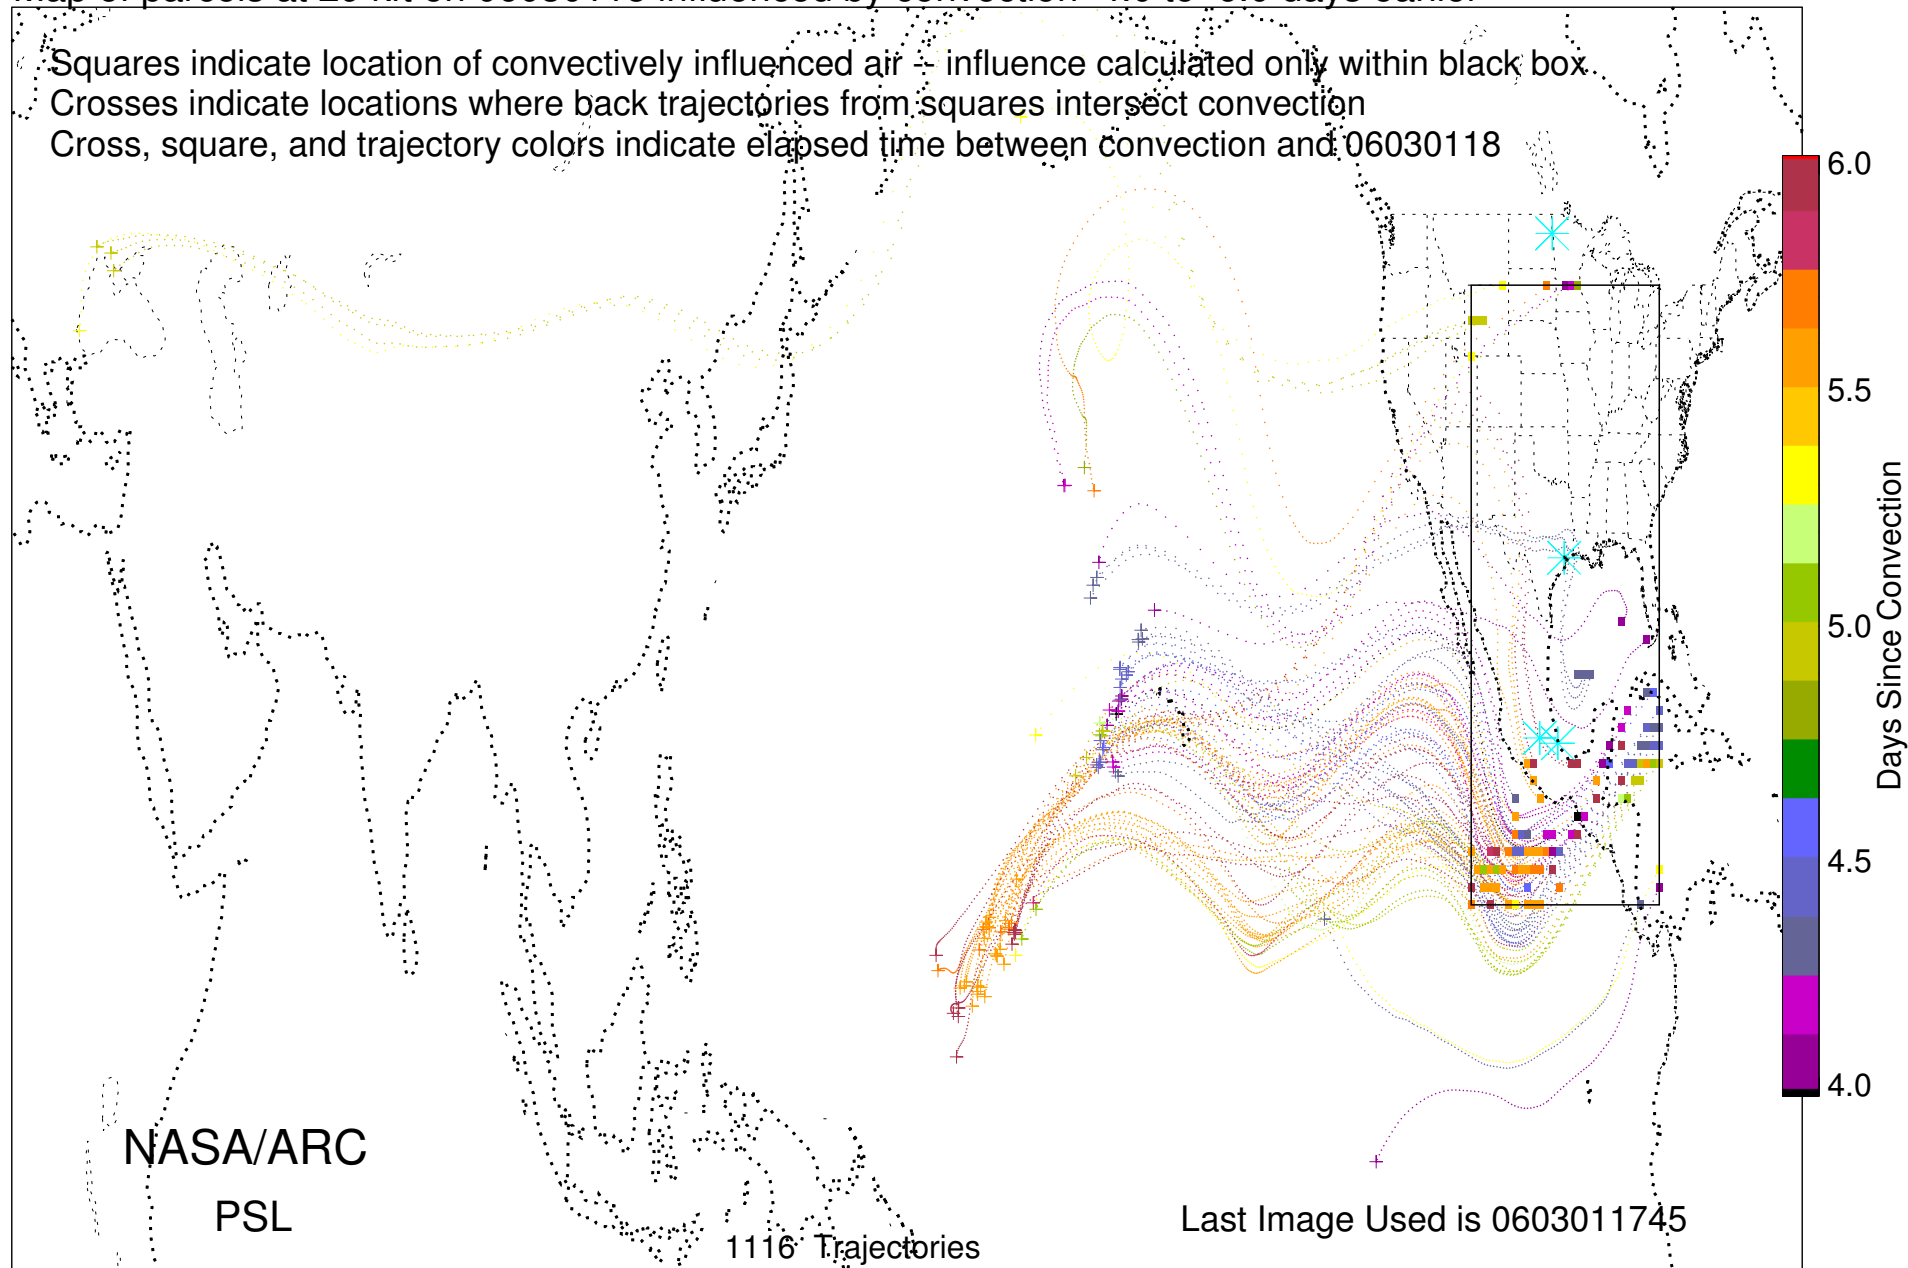 Squares indicate location of convectively influenced air -- influence calculated only within black box
Crosses indicate locations where back trajectories from squares intersect convection
Cross, square, and trajectory colors indicate elapsed time between convection and 06030118
6.0
5.5
5.0
4.5
4.0
Days Since Convection
NASA/ARC
PSL
Last Image Used is 0603011745
1116 Trajectories